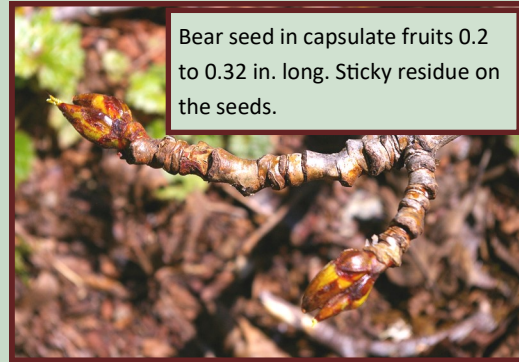 Bear seed in capsulate fruits 0.2
to 0.32 in. long. Sticky residue on
the seeds.